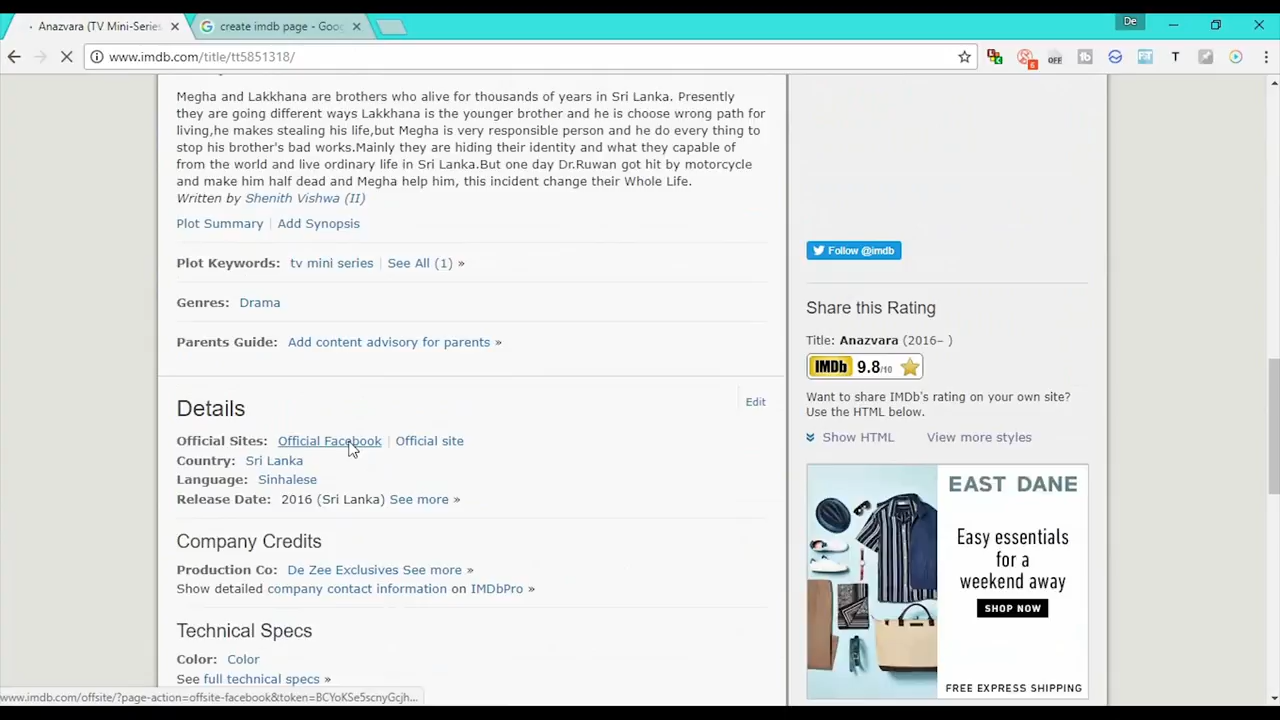 Anazvara (TV Mini-Series
create imdb page - Goo
De
www.imdb.com/title/tt5851318/
6
OFF
T
Megha and Lakkhana are brothers who alive for thousands of years in Sri Lanka. Presently
they are going different ways Lakkhana is the younger brother and he is choose wrong path for
living,he makes stealing his life,but Megha is very responsible person and he do every thing to
stop his brother's bad works.Mainly they are hiding their identity and what they capable of
from the world and live ordinary life in Sri Lanka.But one day Dr.Ruwan got hit by motorcycle
and make him half dead and Megha help him, this incident change their Whole Life.
Written by Shenith Vishwa (II)
Plot Summary | Add Synopsis
Plot Keywords: tv mini series | See All (1) »
Genres: Drama
Parents Guide: Add content advisory for parents »
Details
Edit
Official Sites: Official Facebook | Official site
Country: Sri Lanka
Language: Sinhalese
Release Date: 2016 (Sri Lanka) See more »
Company Credits
Production Co: De Zee Exclusives See more »
Show detailed company contact information on IMDbPro »
Technical Specs
Color: Color
See full technical specs »
www.imdb.com/offsite/?page-action=offsite-facebook&token=BCYoKSe5scnyGcjh...
Follow @imdb
Share this Rating
Title: Anazvara (2016– )
IMDb 9.8/10
Want to share IMDb's rating on your own site?
Use the HTML below.
Show HTML View more styles
EAST DANE
Easy essentials
for a
weekend away
SHOP NOW
FREE EXPRESS SHIPPING